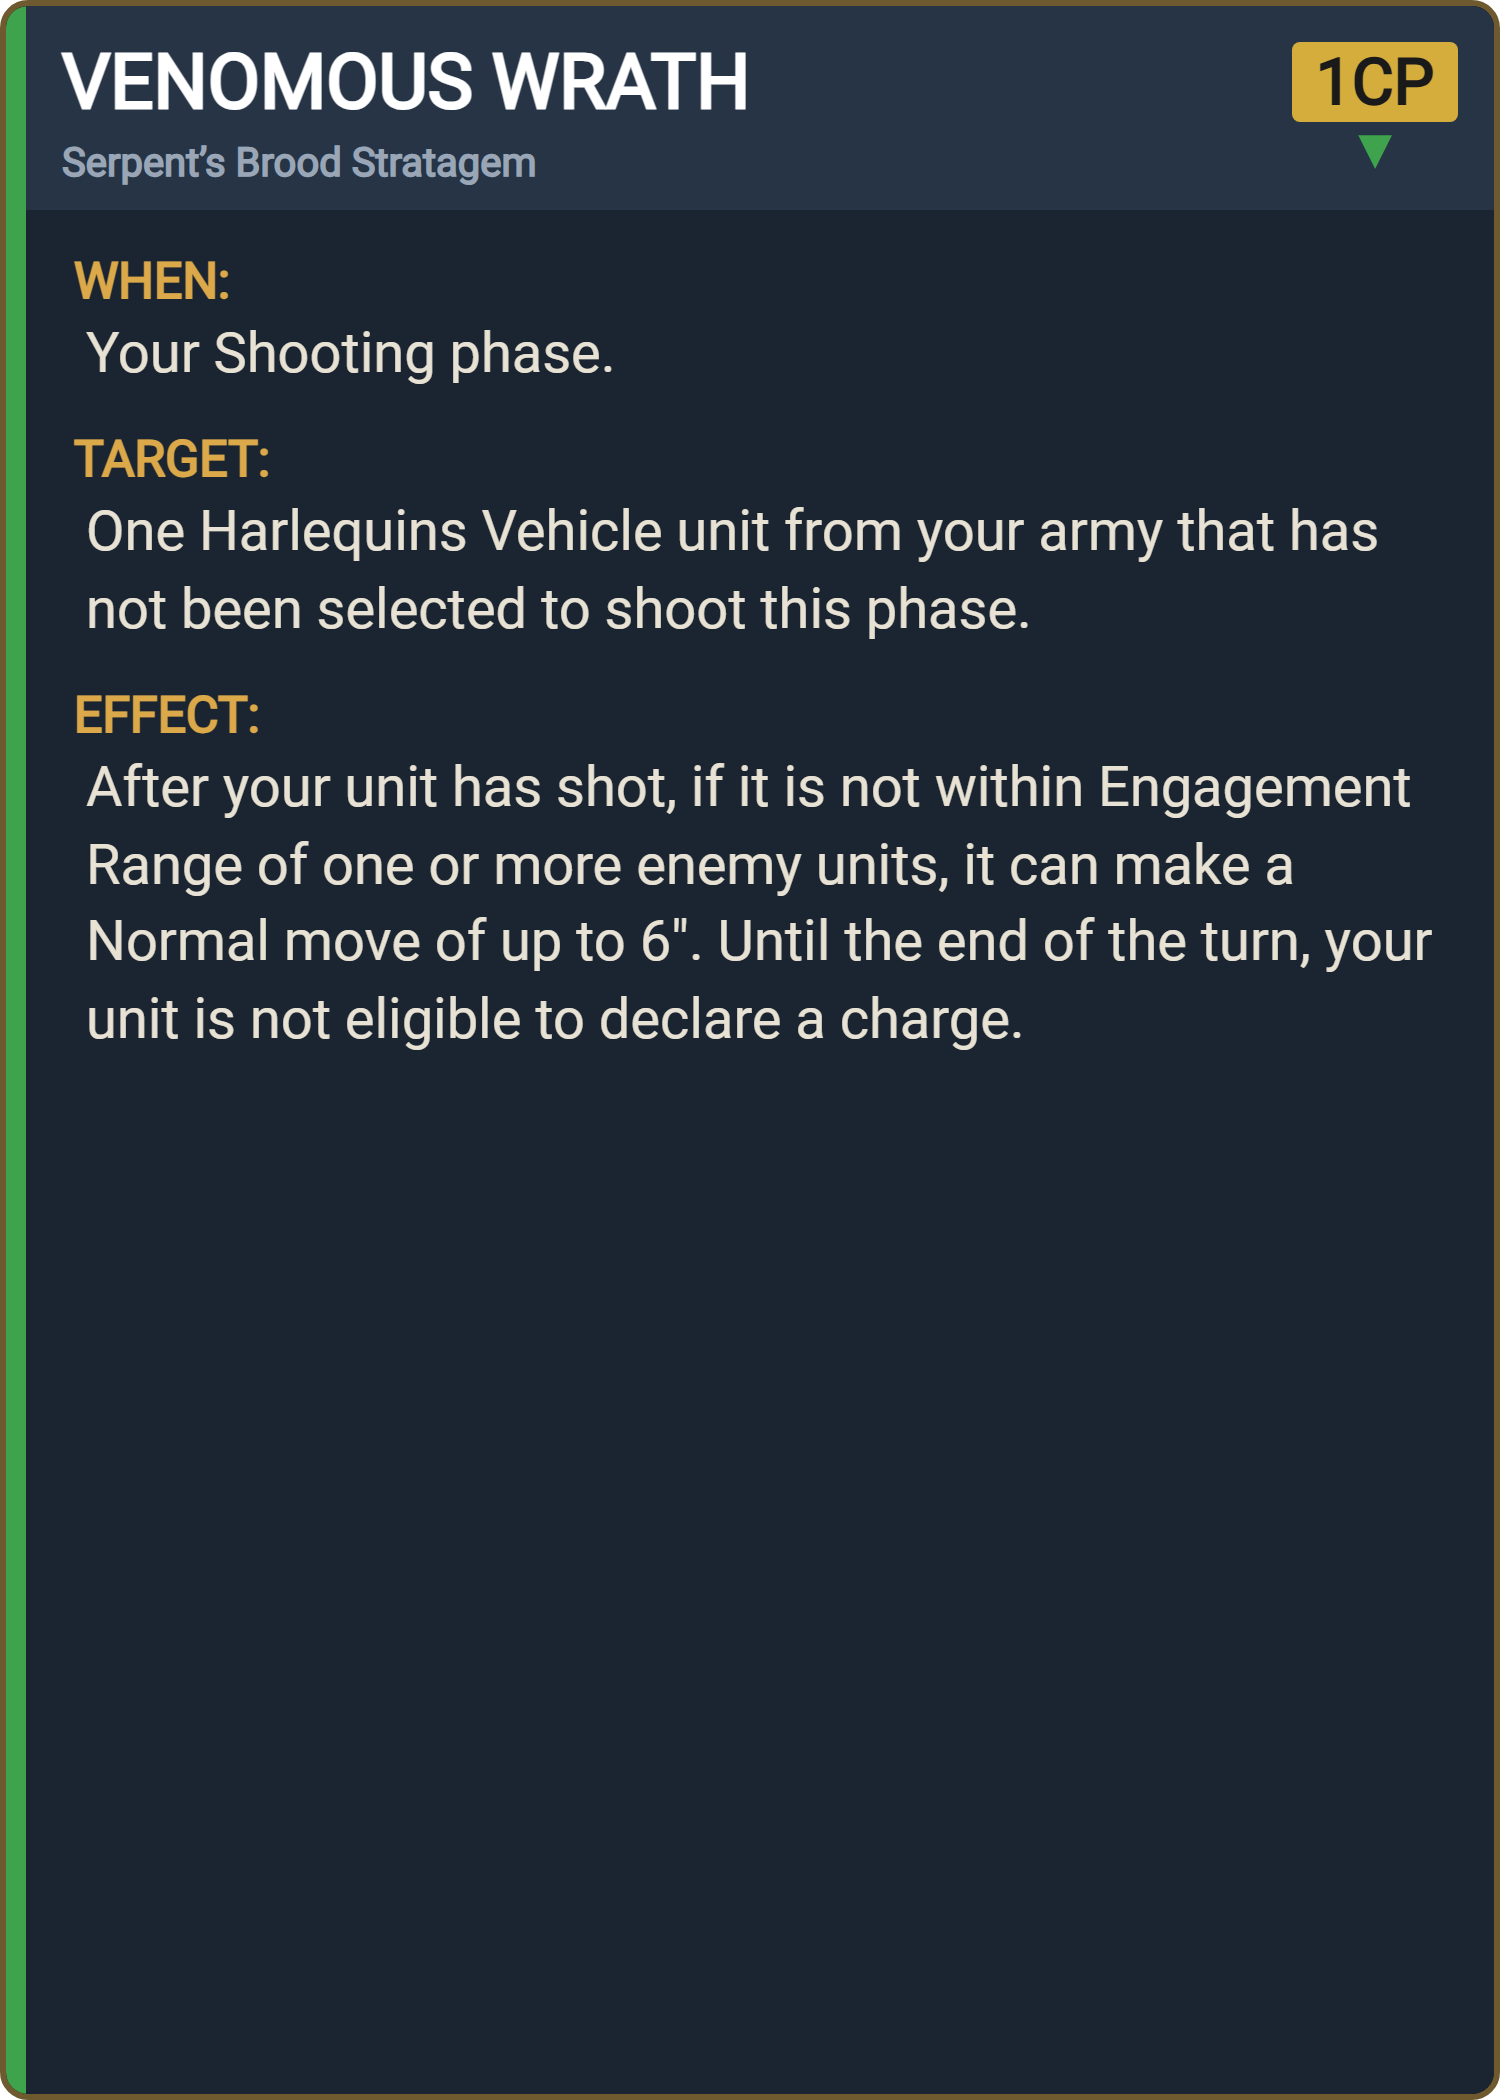 VENOMOUS WRATH
1CP
Serpent’s Brood Stratagem
WHEN:
Your Shooting phase.
TARGET:
One Harlequins Vehicle unit from your army that has
not been selected to shoot this phase.
EFFECT:
After your unit has shot, if it is not within Engagement
Range of one or more enemy units, it can make a
Normal move of up to 6". Until the end of the turn, your
unit is not eligible to declare a charge.